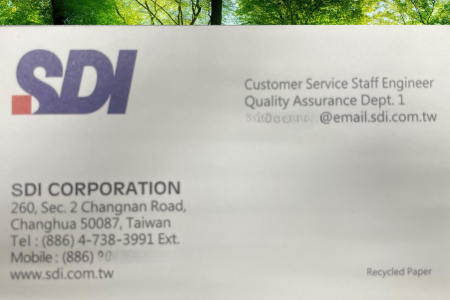 SDI
Customer Service Staff Engineer
Quality Assurance Dept. 1
@email.sdi.com.tw
SDI CORPORATION
260, Sec. 2 Changnan Road,
Changhua 50087, Taiwan
Tel : (886) 4-738-3991 Ext.
Mobile : (886)
www.sdi.com.tw
Recycled Paper